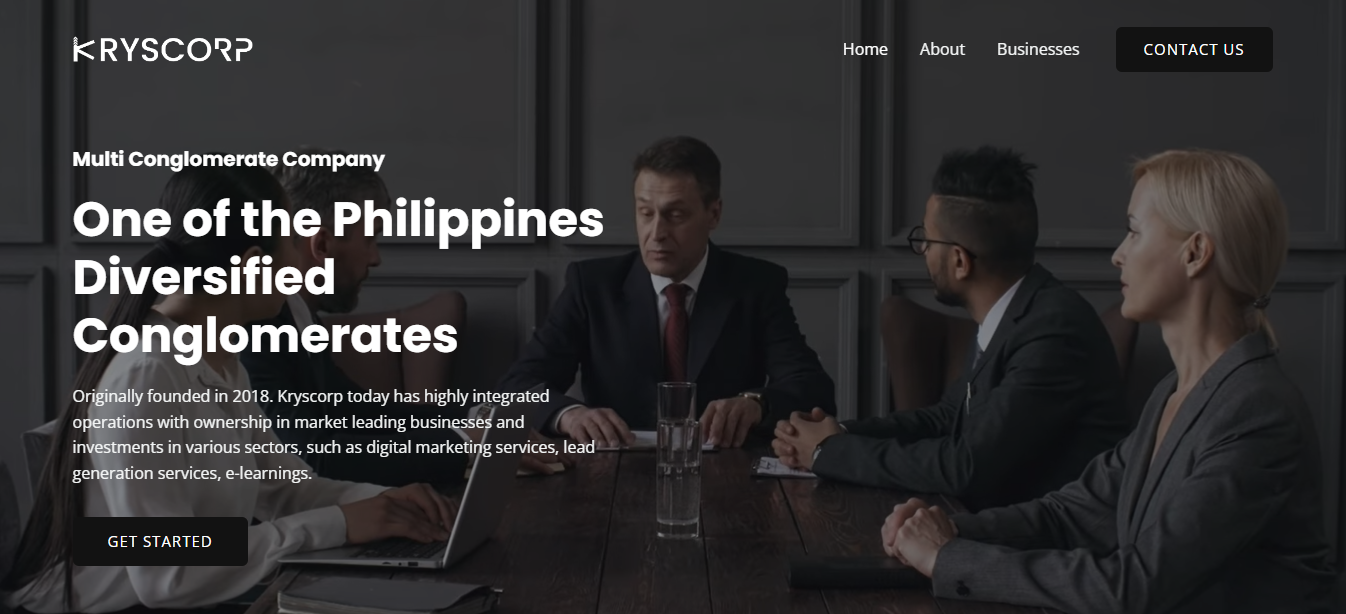 KRYSCORP
Home
About
Businesses
CONTACT US
Multi Conglomerate Company
One of the Philippines
Diversified
Conglomerates
Originally founded in 2018. Kryscorp today has highly integrated
operations with ownership in market leading businesses and
investments in various sectors, such as digital marketing services, lead
generation services, e-learnings.
GET STARTED